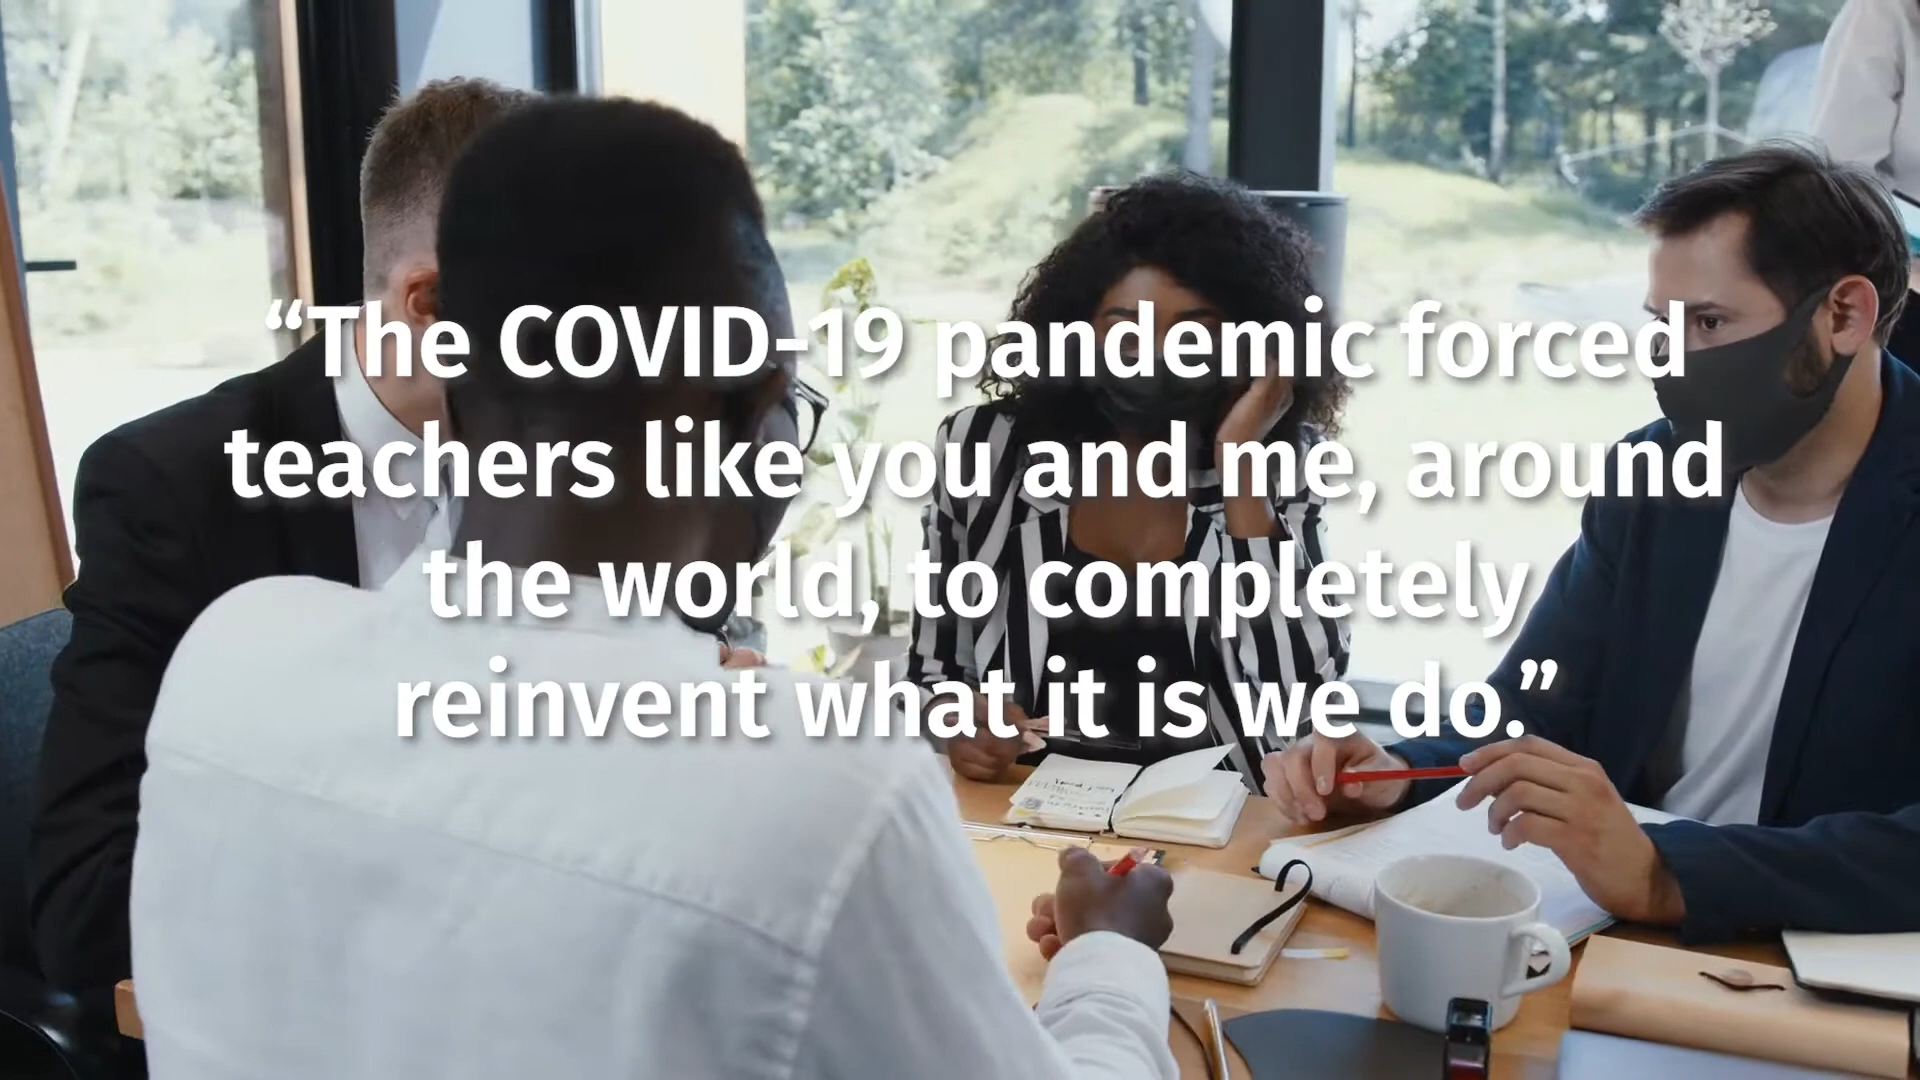 “The COVID-19 pandemic forced
teachers like you and me, around
the world, to completely
reinvent what it is we do.”